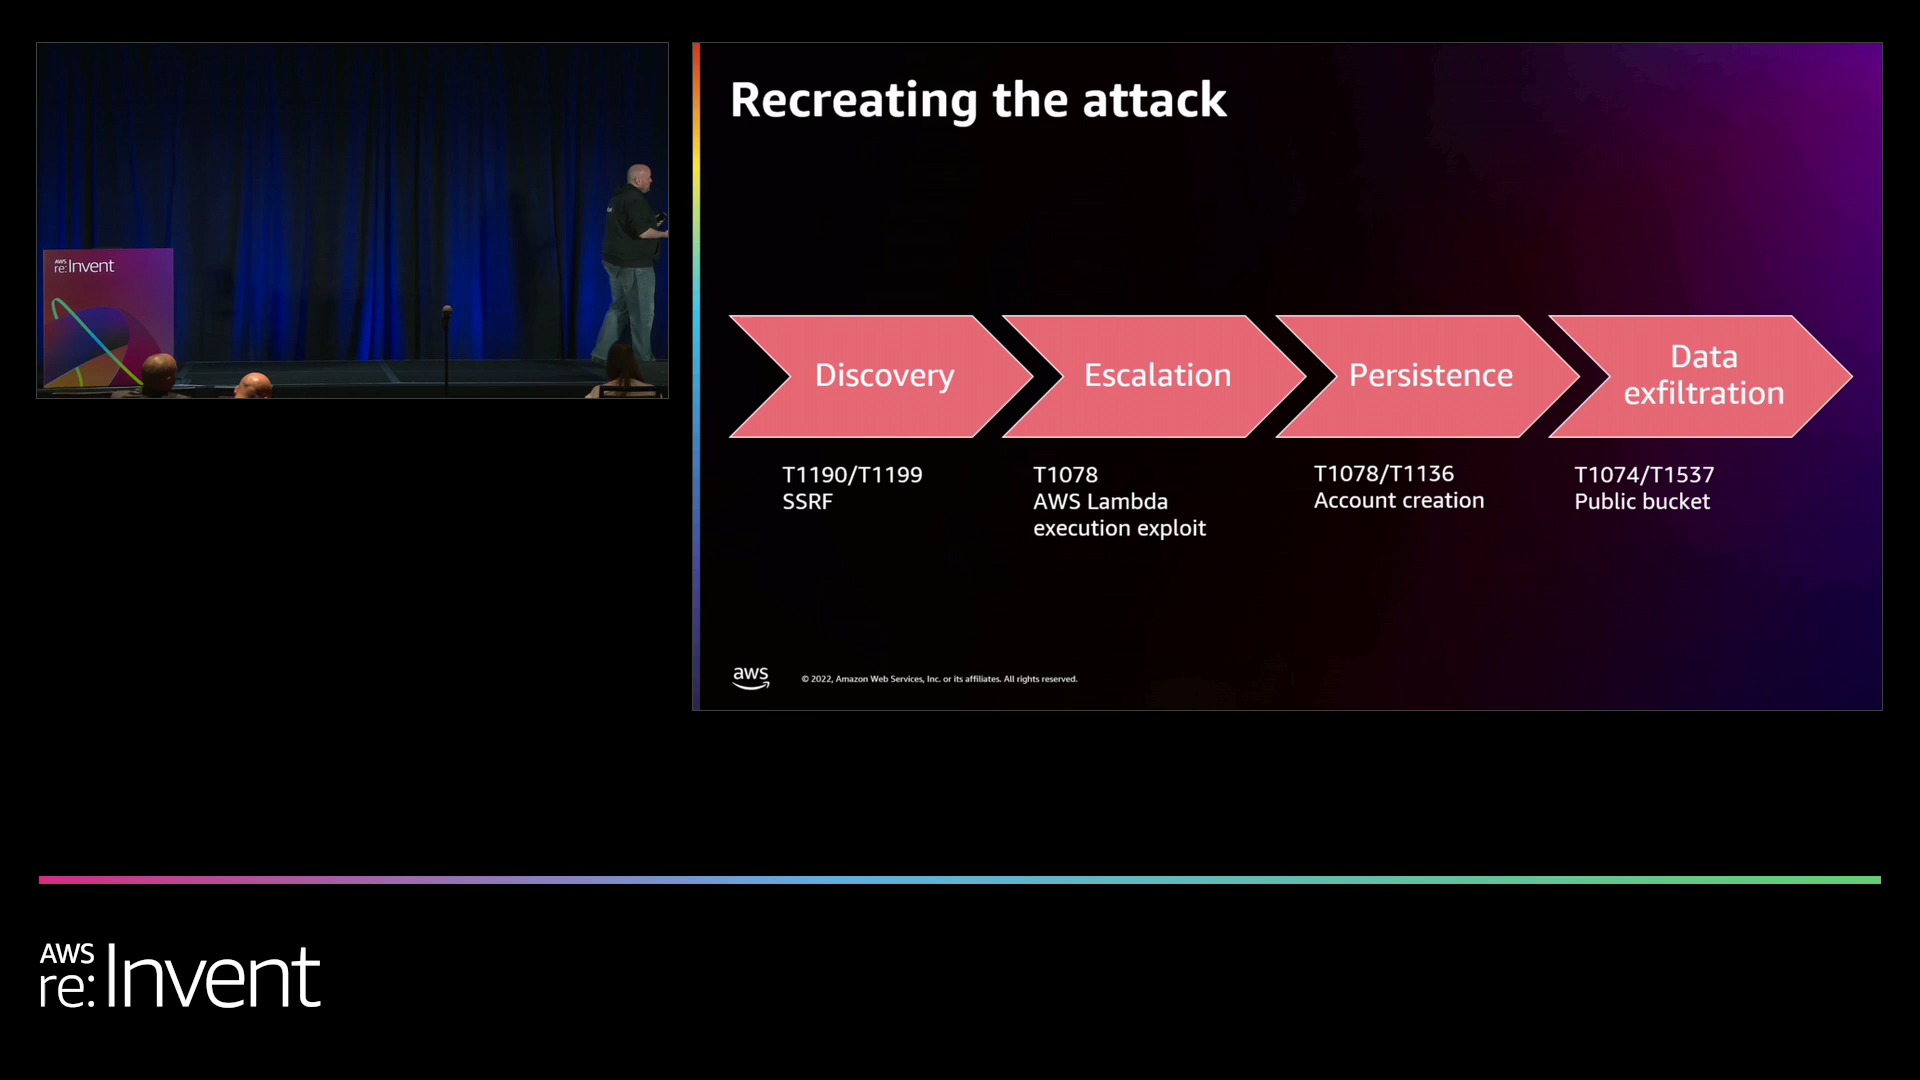 AWS
re:Invent
Recreating the attack
Discovery
Escalation
Persistence
Data
exfiltration
T1190/T1199
SSRF
T1078
AWS Lambda
execution exploit
T1078/T1136
Account creation
T1074/T1537
Public bucket
aws
© 2022, Amazon Web Services, Inc. or its affiliates. All rights reserved.
AWS
re:Invent